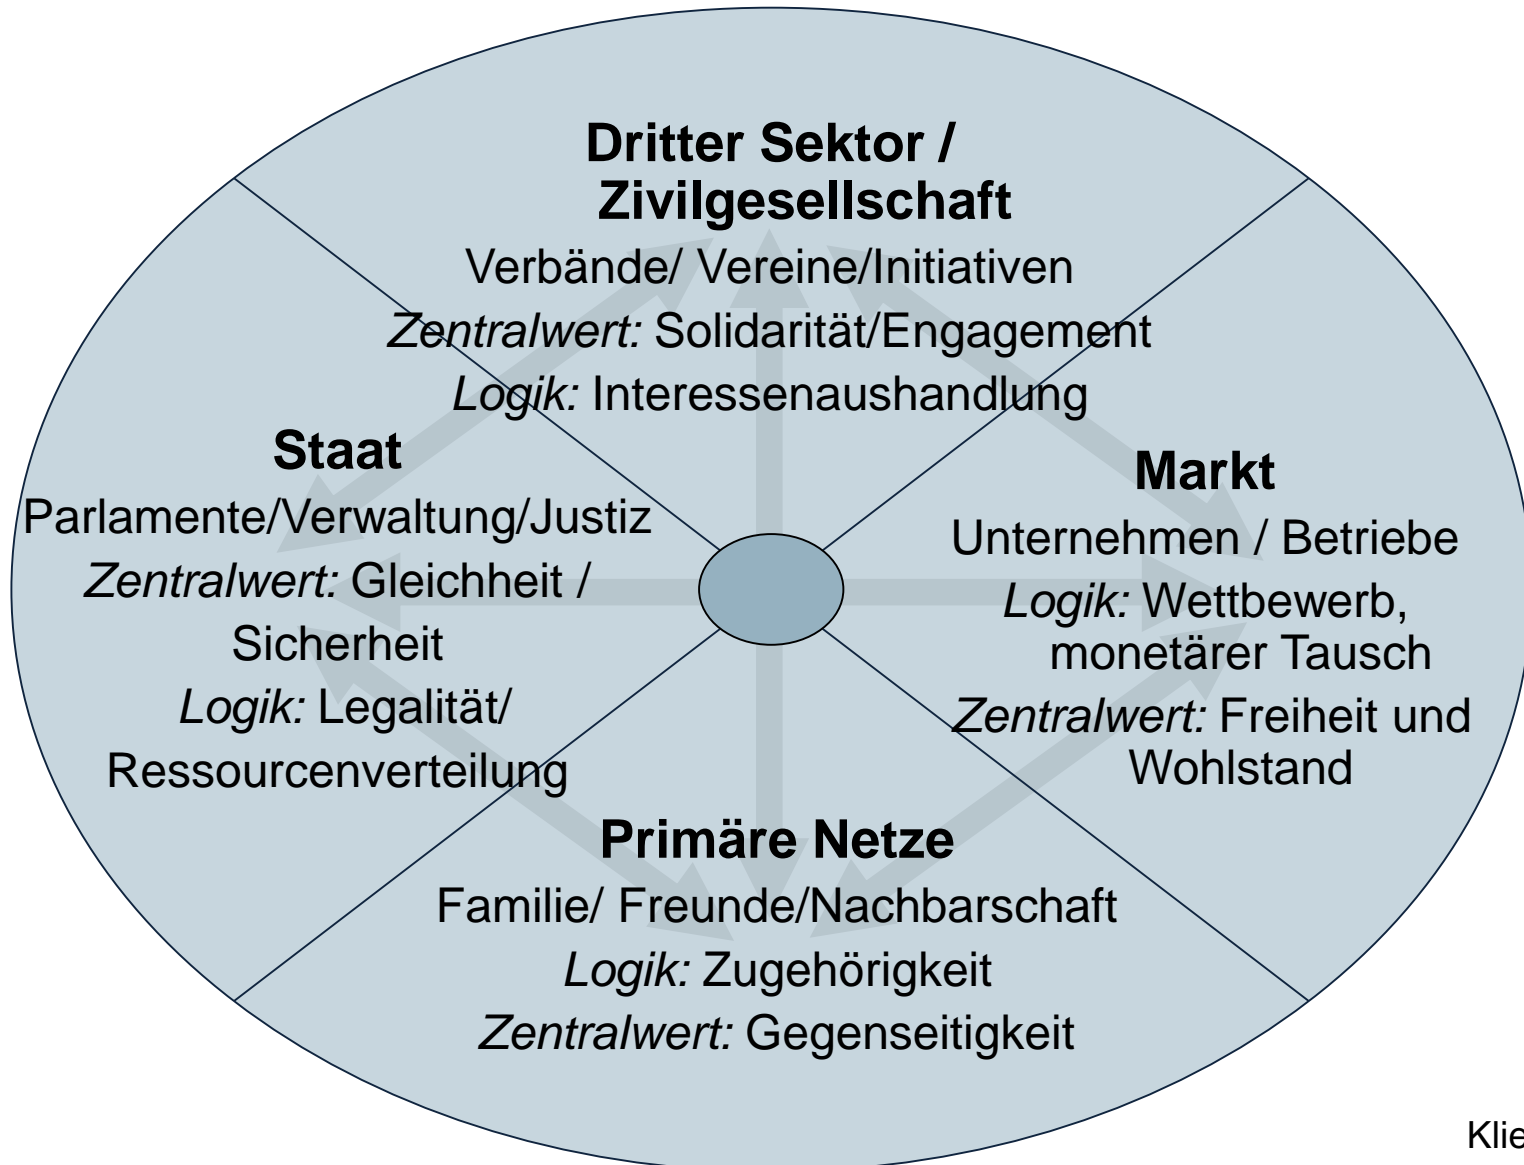 Dritter Sektor /
Zivilgesellschaft
Verbände/ Vereine/Initiativen
Zentralwert: Solidarität/Engagement
Logik: Interessenaushandlung
Staat
Parlamente/Verwaltung/Justiz
Zentralwert: Gleichheit /
Sicherheit
Logik: Legalität/
Ressourcenverteilung
Markt
Unternehmen / Betriebe
Logik: Wettbewerb,
monetärer Tausch
Zentralwert: Freiheit und
Wohlstand
Primäre Netze
Familie/ Freunde/Nachbarschaft
Logik: Zugehörigkeit
Zentralwert: Gegenseitigkeit
Klie